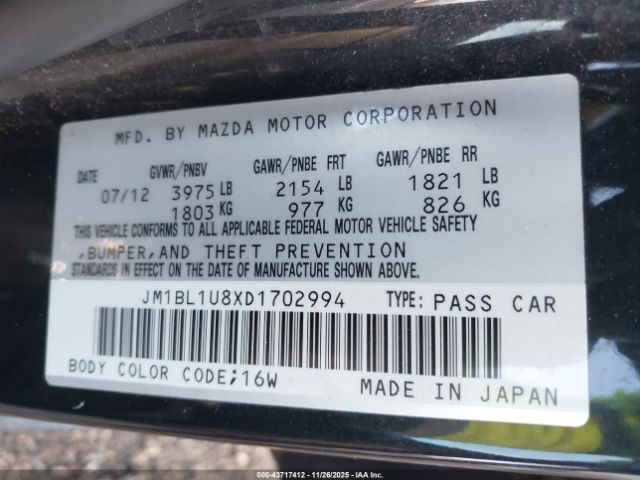 MFD. BY MAZDA MOTOR CORPORATION
DATE GVWR/PNBV GAWR/PNBE FRT GAWR/PNBE RR
07/12 3975 LB 2154 LB 1821 LB
1803 KG 977 KG 826 KG
THIS VEHICLE CONFORMS TO ALL APPLICABLE FEDERAL MOTOR VEHICLE SAFETY
,BUMPER,AND THEFT PREVENTION
STANDARDS IN EFFECT ON THE DATE OF MANUFACTURE SHOWN ABOVE.
JM1BL1U8XD1702994 TYPE: PASS CAR
BODY COLOR CODE;16W MADE IN JAPAN
000-43717412 - 11/26/2025 - IAA Inc.